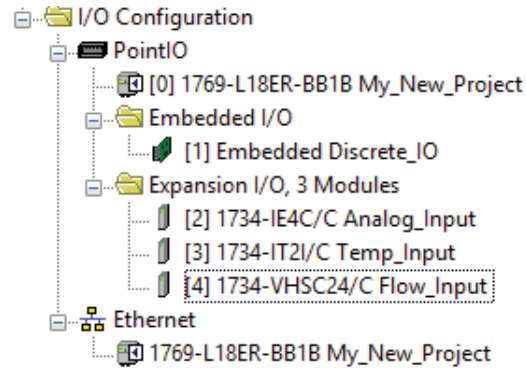 I/O Configuration
PointIO
[0] 1769-L18ER-BB1B My_New_Project
Embedded I/O
[1] Embedded Discrete_IO
Expansion I/O, 3 Modules
[2] 1734-IE4C/C Analog_Input
[3] 1734-IT2I/C Temp_Input
[4] 1734-VHSC24/C Flow_Input
Ethernet
1769-L18ER-BB1B My_New_Project